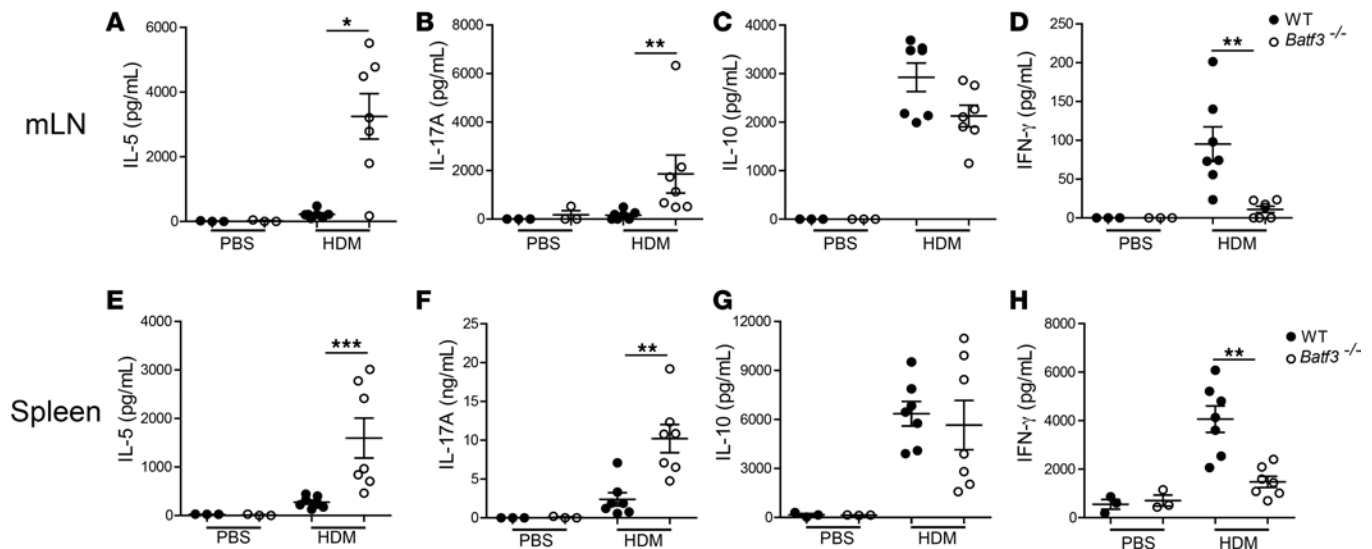 A
*
6000
4000
2000
0
IL-5 (pg/mL)
PBS
HDM
B
**
8000
6000
4000
2000
0
IL-17A (pg/mL)
PBS
HDM
C
4000
3000
2000
1000
0
IL-10 (pg/mL)
PBS
HDM
D
**
250
200
150
100
50
0
IFN-γ (pg/mL)
PBS
HDM
WT
Batf3 -/-
mLN
E
***
4000
3000
2000
1000
0
IL-5 (pg/mL)
PBS
HDM
F
**
25
20
15
10
5
0
IL-17A (ng/mL)
PBS
HDM
G
12000
9000
6000
3000
0
IL-10 (pg/mL)
PBS
HDM
H
**
8000
6000
4000
2000
0
IFN-γ (pg/mL)
PBS
HDM
WT
Batf3 -/-
Spleen